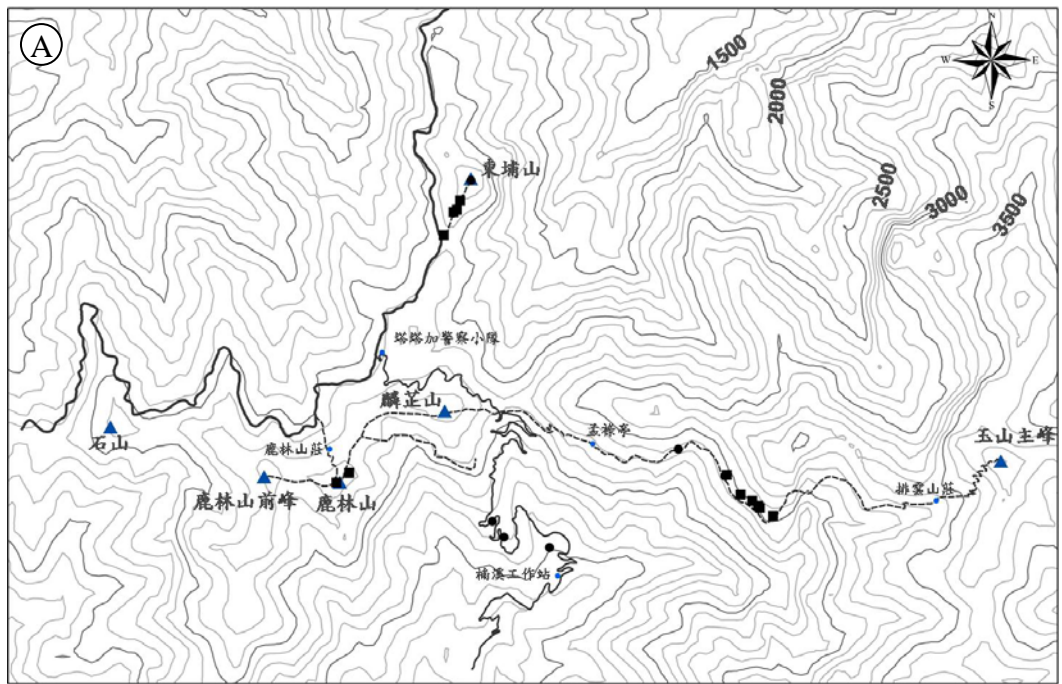 A
N
W
E
S
1500
2000
2500
3000
3500
東埔山
塔塔加警察小隊
麟芷山
石山
鹿林山莊
孟祿亭
玉山主峰
鹿林山前峰
鹿林山
排雲山莊
楠溪工作站